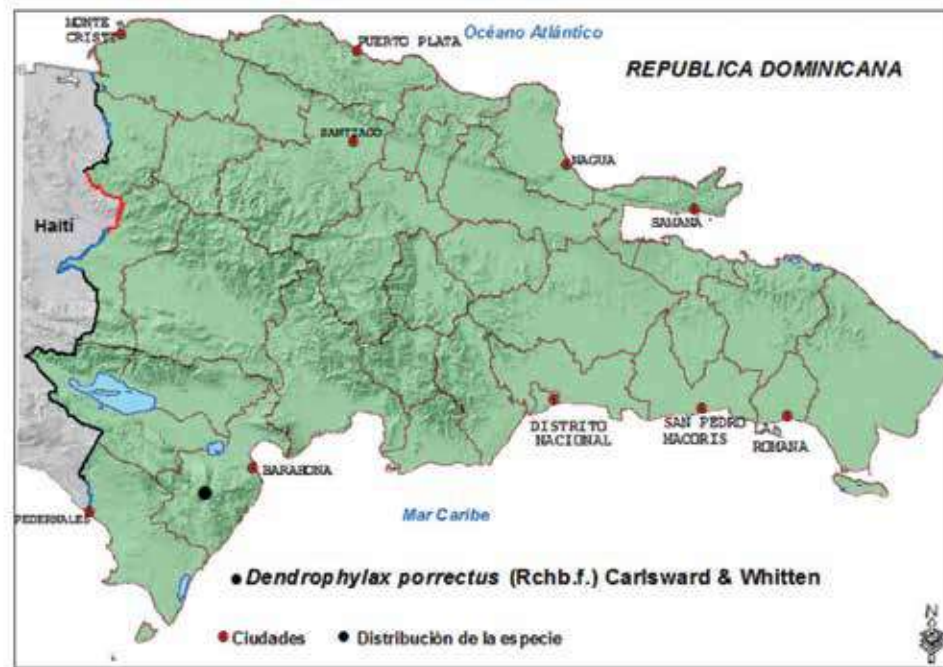 MONTE
CRISTI
PUERTO PLATA
Océano Atlántico
REPUBLICA DOMINICANA
SANTIAGO
NAGUA
SAMANA
Haití
DISTRITO
NACIONAL
SAN PEDRO
MACORIS
LA
ROMANA
BARAHONA
PEDERNALES
Mar Caribe
Dendrophylax porrectus (Rchb.f.) Carlsward & Whitten
Ciudades
Distribución de la especie